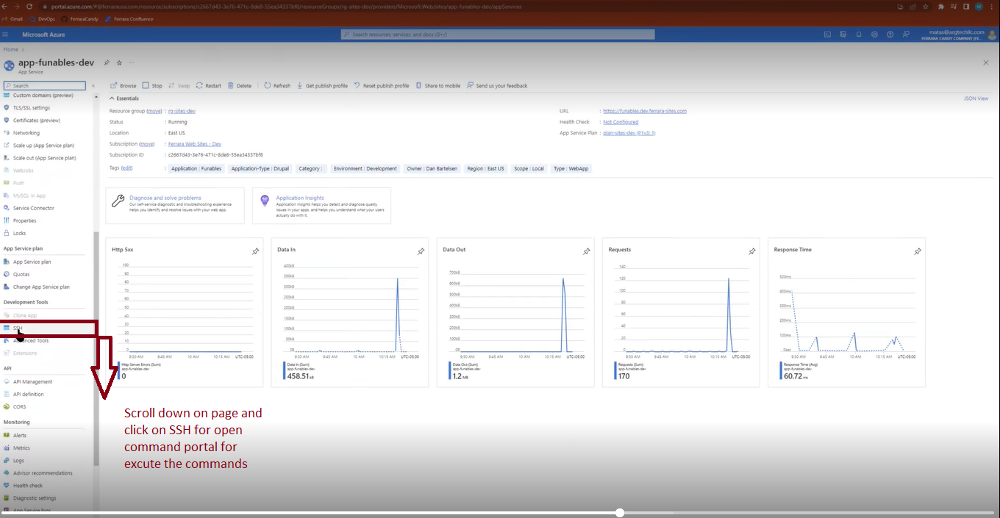 portal.azure.com/#@ferrarausa.com/resource/subscriptions/c2667d43-3e76-471c-8de8-55ea34337bf8/resourceGroups/rg-sites-dev/providers/Microsoft.Web/sites/app-funables-dev/appServices
Gmail DevOps FerraraCandy Ferrara Confluence
Microsoft Azure
Search resources, services, and docs (G+/)
matas@argtechllc.com
FERRARA CANDY COMPANY (FE...
Home >
app-funables-dev
App Service
Search
Browse Stop Swap Restart Delete Refresh Get publish profile Reset publish profile Share to mobile Send us your feedback
Custom domains (preview)
TLS/SSL settings
Certificates (preview)
Networking
Scale up (App Service plan)
Scale out (App Service plan)
WebJobs
Push
MySQL In App
Service Connector
Properties
Locks
App Service plan
App Service plan
Quotas
Change App Service plan
Development Tools
Clone App
SSH
Advanced Tools
Extensions
API
API Management
API definition
CORS
Monitoring
Alerts
Metrics
Logs
Advisor recommendations
Health check
Diagnostic settings
App Service logs
Essentials
JSON View
Resource group (move) : rg-sites-dev
Status : Running
Location : East US
Subscription (move) : Ferrara Web Sites - Dev
Subscription ID : c2667d43-3e76-471c-8de8-55ea34337bf8
URL : https://funables.dev.ferrara-sites.com
Health Check : Not Configured
App Service Plan : plan-sites-dev (P1v3: 1)
Tags (edit) : Application : Funables Application-Type : Drupal Category : Environment : Development Owner : Dan Bartelsen Region : East US Scope : Local Type : WebApp
Diagnose and solve problems
Our self-service diagnostic and troubleshooting experience
helps you identify and resolve issues with your web app.
Application Insights
Application Insights helps you detect and diagnose quality
issues in your apps, and helps you understand what your users
actually do with it.
Http 5xx
100
90
80
70
60
50
40
30
20
10
0
9:30 AM 9:45 AM 10 AM 10:15 AM UTC-05:00
Http Server Errors (Sum)
app-funables-dev
0
Data In
400kB
350kB
300kB
250kB
200kB
150kB
100kB
50kB
0B
9:30 AM 9:45 AM 10 AM 10:15 AM UTC-05:00
Data In (Sum)
app-funables-dev
458.51 kB
Data Out
700kB
600kB
500kB
400kB
300kB
200kB
100kB
0B
9:30 AM 9:45 AM 10 AM 10:15 AM UTC-05:00
Data Out (Sum)
app-funables-dev
1.2 MB
Requests
140
120
100
80
60
40
20
0
9:30 AM 9:45 AM 10 AM 10:15 AM UTC-05:00
Requests (Sum)
app-funables-dev
170
Response Time
500ms
400ms
300ms
200ms
100ms
0sec
9:30 AM 9:45 AM 10 AM 10:15 AM UTC-05:00
Response Time (Avg)
app-funables-dev
60.72 ms
Scroll down on page and
click on SSH for open
command portal for
excute the commands